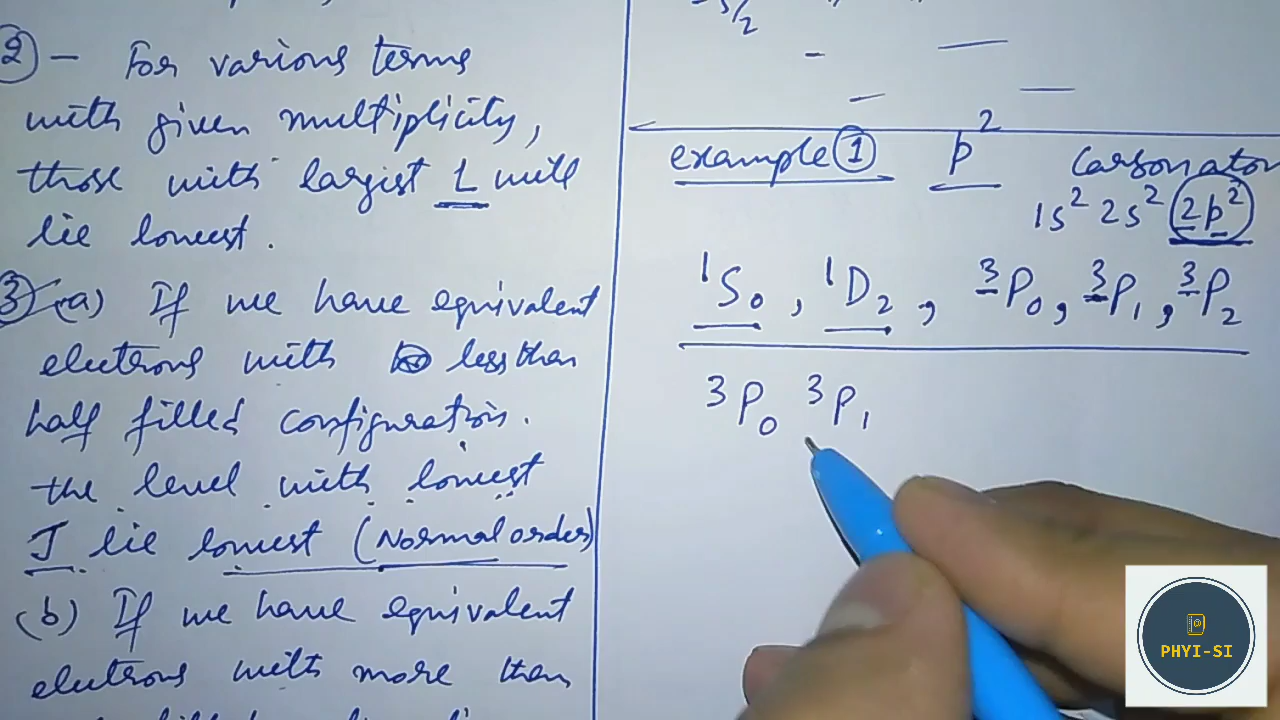 ② - For various terms
with given multiplicity,
those with largist L will
lie lowest.
③ (a) If we have equivalent
electrons with less than
half filled configuration.
the level with lowest
J lie lowest (Normal order)
(b) If we have equivalent
electrons with more than
example ① p² Carbon ator
1s² 2s² 2p²
¹S₀, ¹D₂, ³P₀, ³P₁, ³P₂
³P₀ ³P₁
PHYI-SI